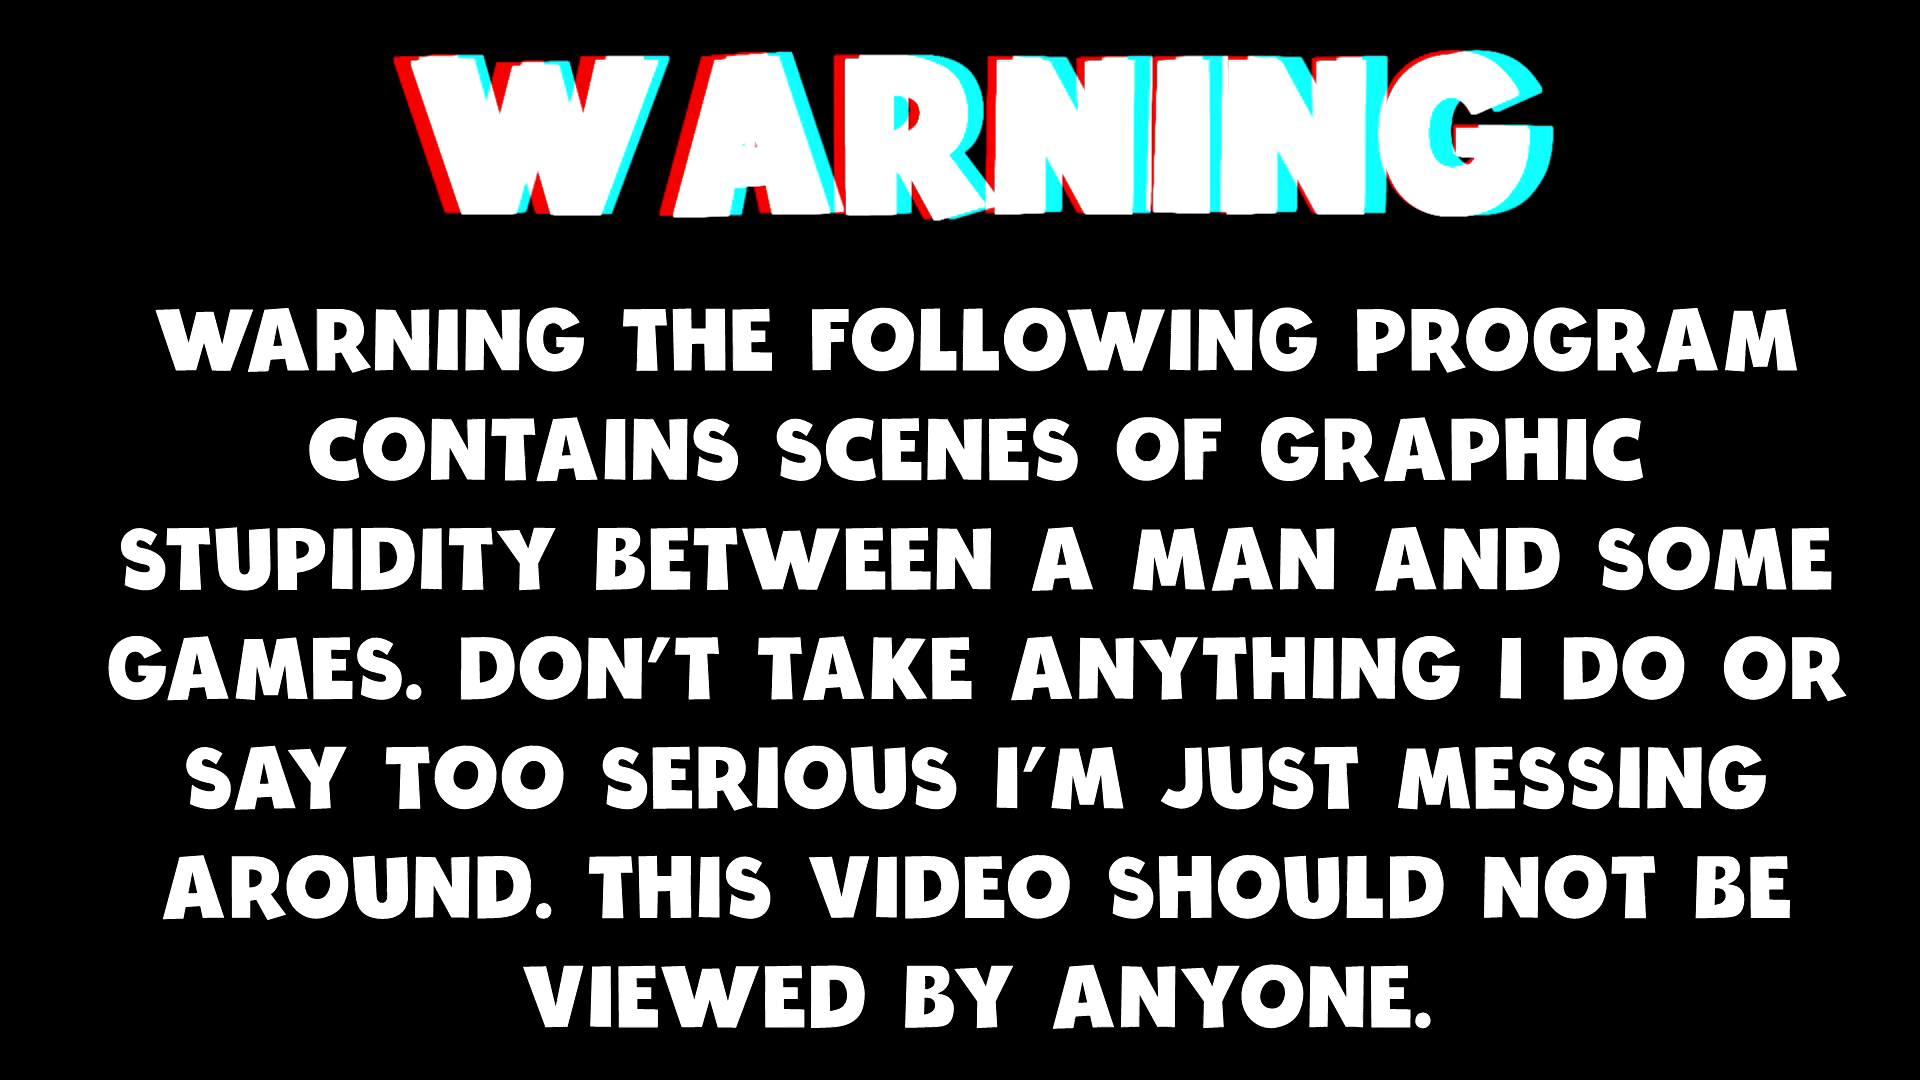 WARNING
WARNING THE FOLLOWING PROGRAM
CONTAINS SCENES OF GRAPHIC
STUPIDITY BETWEEN A MAN AND SOME
GAMES. DON'T TAKE ANYTHING I DO OR
SAY TOO SERIOUS I'M JUST MESSING
AROUND. THIS VIDEO SHOULD NOT BE
VIEWED BY ANYONE.